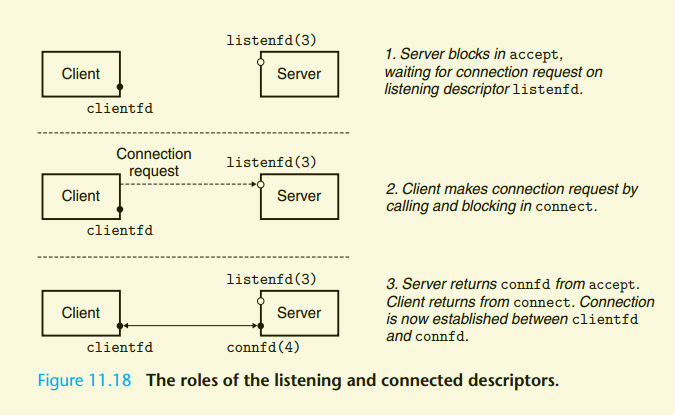 listenfd(3)
Client
Server
clientfd
1. Server blocks in accept,
waiting for connection request on
listening descriptor listenfd.
Connection
request
listenfd(3)
Client
Server
clientfd
2. Client makes connection request by
calling and blocking in connect.
listenfd(3)
Client
Server
clientfd
connfd(4)
3. Server returns connfd from accept.
Client returns from connect. Connection
is now established between clientfd
and connfd.
Figure 11.18 The roles of the listening and connected descriptors.